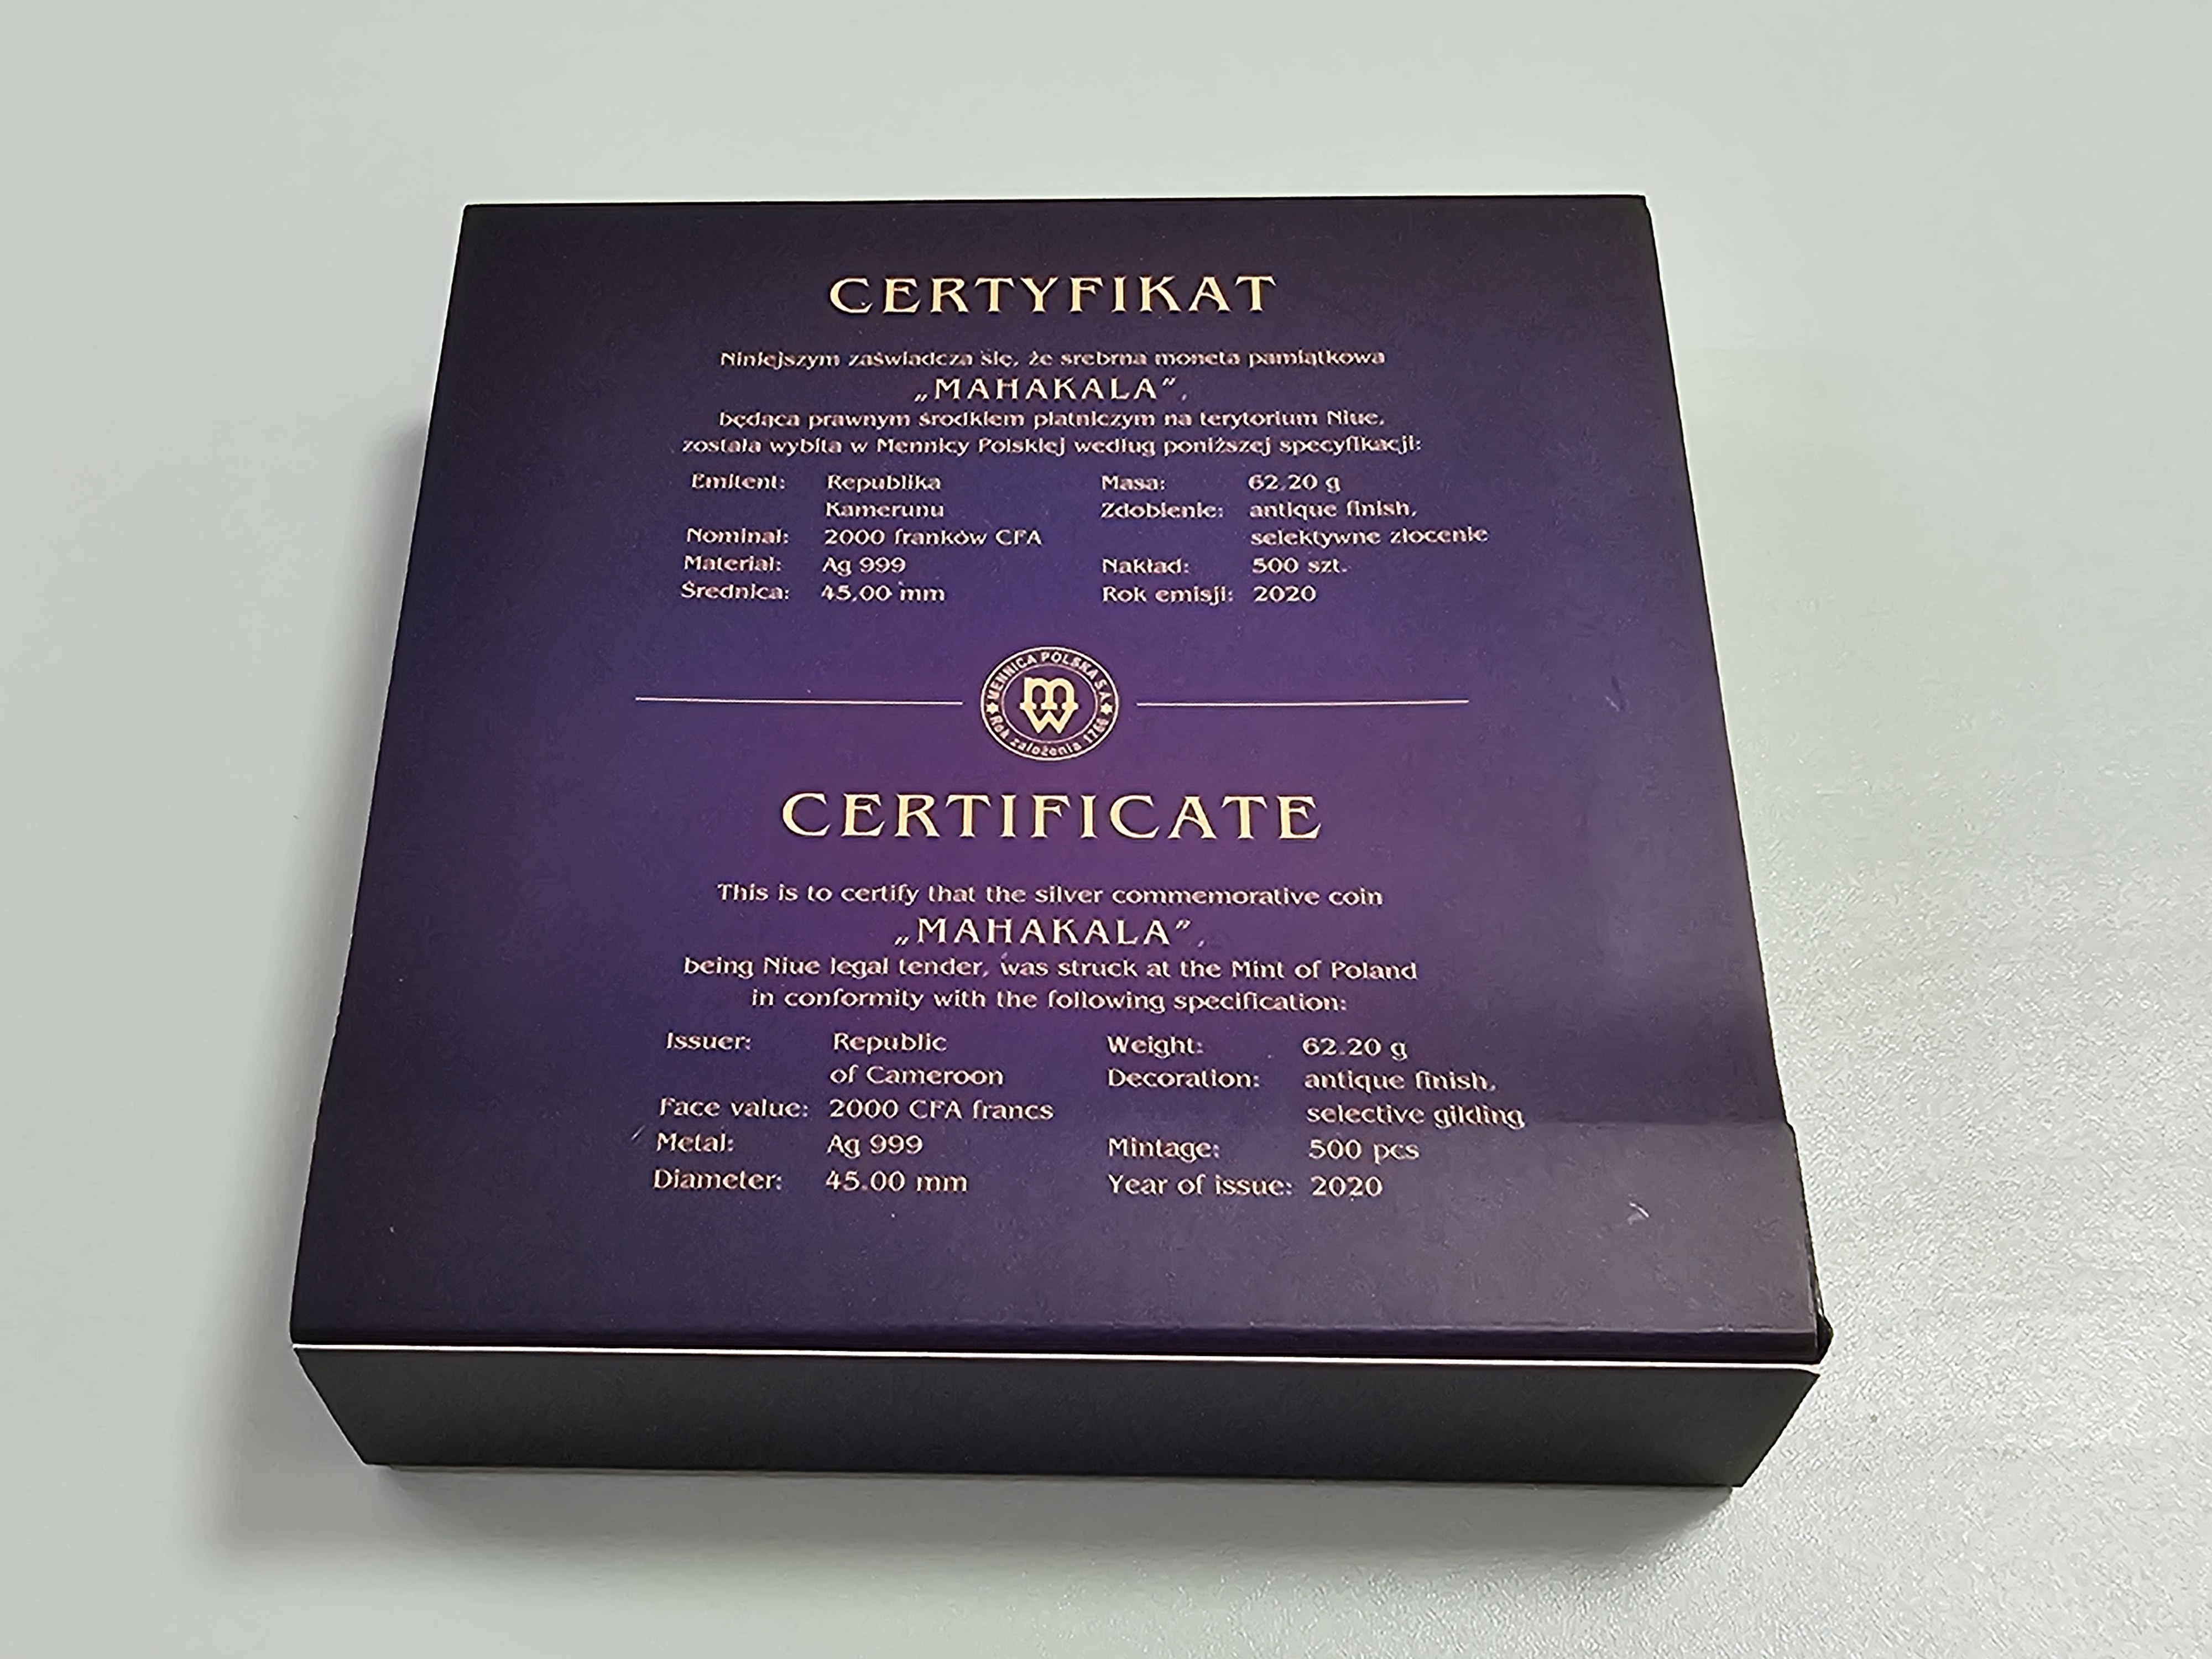 CERTYFIKAT
Niniejszym zaświadcza się, że srebrna moneta pamiątkowa
„MAHAKALA”,
będąca prawnym środkiem płatniczym na terytorium Niue,
została wybita w Mennicy Polskiej według poniższej specyfikacji:
Emitent: Republika Masa: 62,20 g
Kamerunu Zdobienie: antique finish,
Nominał: 2000 franków CFA selektywne złocenie
Materiał: Ag 999 Nakład: 500 szt.
Średnica: 45,00 mm Rok emisji: 2020
MENNICA POLSKA S.A.
mw
Rok założenia 1766
CERTIFICATE
This is to certify that the silver commemorative coin
„MAHAKALA”,
being Niue legal tender, was struck at the Mint of Poland
in conformity with the following specification:
Issuer: Republic Weight: 62.20 g
of Cameroon Decoration: antique finish,
Face value: 2000 CFA francs selective gilding
Metal: Ag 999 Mintage: 500 pcs
Diameter: 45.00 mm Year of issue: 2020